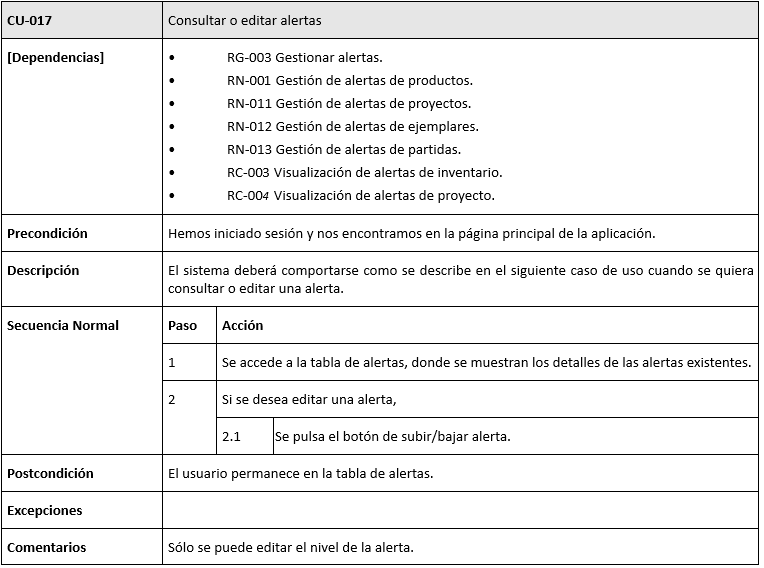 CU-017 Consultar o editar alertas
[Dependencias]
• RG-003 Gestionar alertas.
• RN-001 Gestión de alertas de productos.
• RN-011 Gestión de alertas de proyectos.
• RN-012 Gestión de alertas de ejemplares.
• RN-013 Gestión de alertas de partidas.
• RC-003 Visualización de alertas de inventario.
• RC-004 Visualización de alertas de proyecto.
Precondición Hemos iniciado sesión y nos encontramos en la página principal de la aplicación.
Descripción El sistema deberá comportarse como se describe en el siguiente caso de uso cuando se quiera
consultar o editar una alerta.
Secuencia Normal Paso Acción
1 Se accede a la tabla de alertas, donde se muestran los detalles de las alertas existentes.
2 Si se desea editar una alerta,
2.1 Se pulsa el botón de subir/bajar alerta.
Postcondición El usuario permanece en la tabla de alertas.
Excepciones
Comentarios Sólo se puede editar el nivel de la alerta.